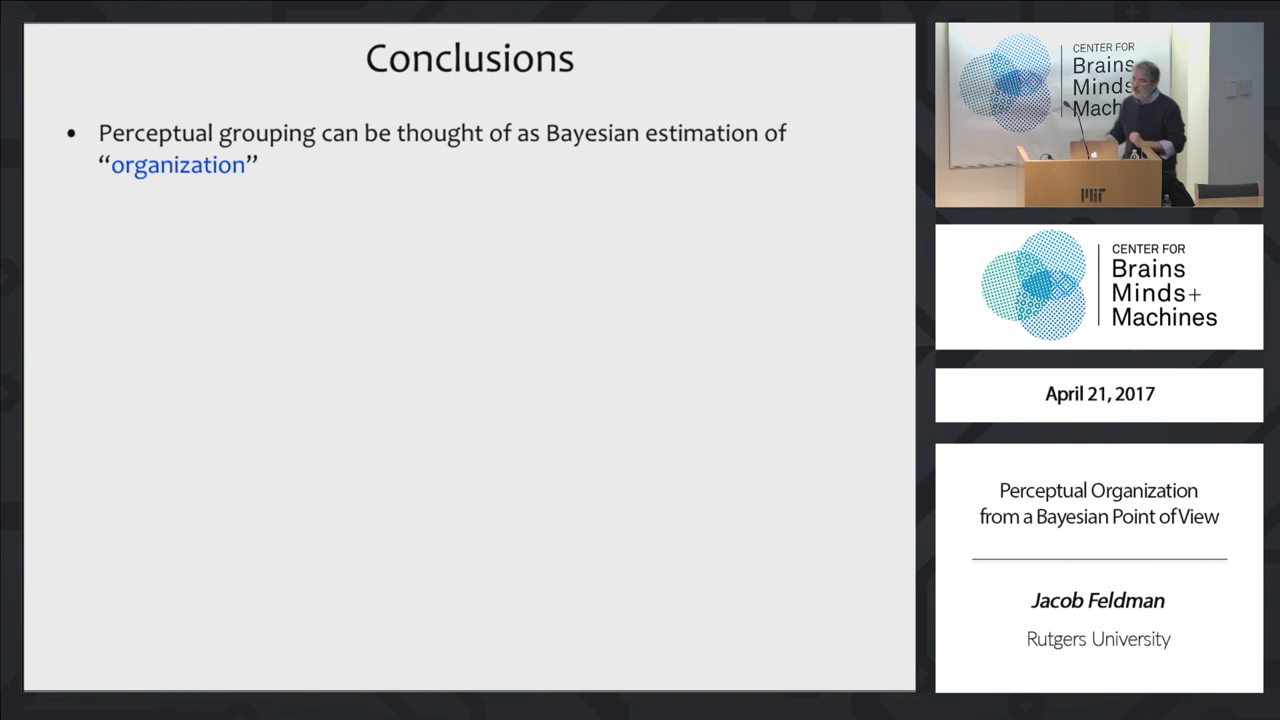 Conclusions
• Perceptual grouping can be thought of as Bayesian estimation of
“organization”
CENTER FOR
Brains
Minds
Mach
MIT
CENTER FOR
Brains
Minds+
Machines
April 21, 2017
Perceptual Organization
from a Bayesian Point of View
Jacob Feldman
Rutgers University